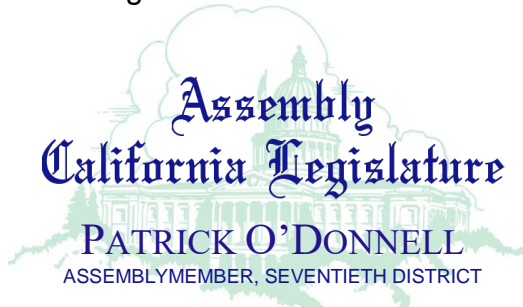 Assembly
California Legislature
PATRICK O'DONNELL
ASSEMBLYMEMBER, SEVENTIETH DISTRICT